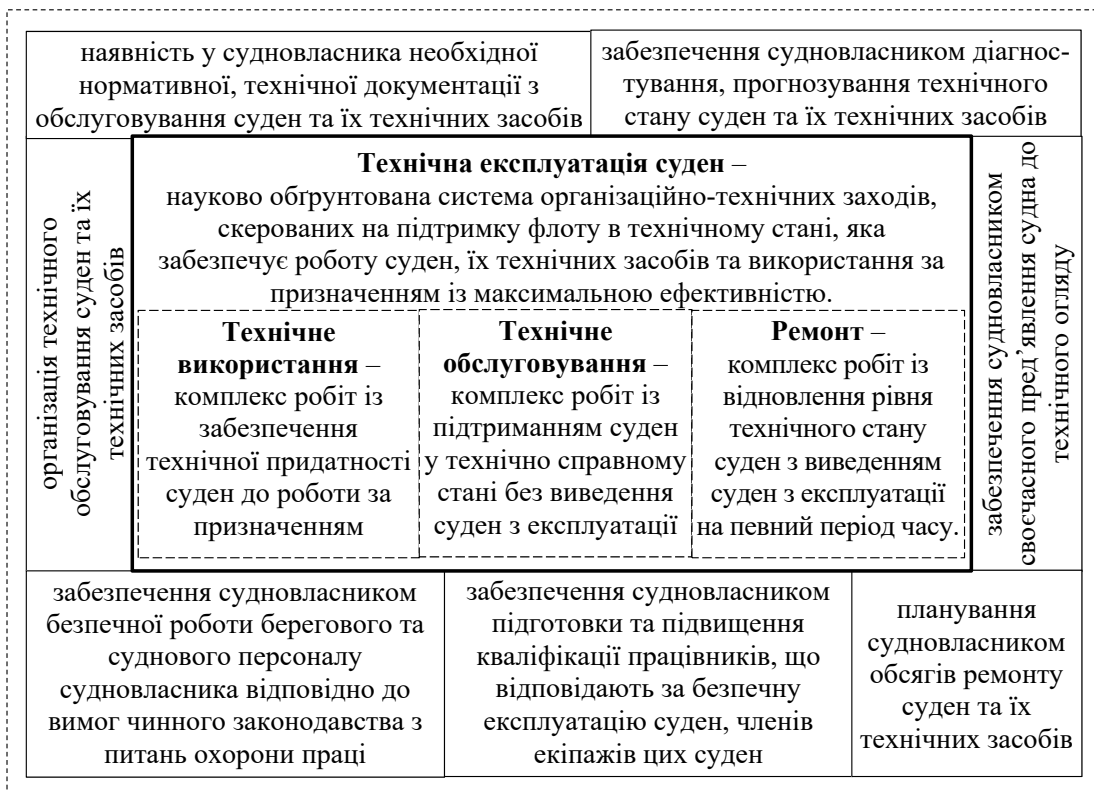 наявність у судновласника необхідної
нормативної, технічної документації з
обслуговування суден та їх технічних засобів
забезпечення судновласником діагнос-
тування, прогнозування технічного
стану суден та їх технічних засобів
організація технічного
обслуговування суден та їх
технічних засобів
Технічна експлуатація суден –
науково обґрунтована система організаційно-технічних заходів,
скерованих на підтримку флоту в технічному стані, яка
забезпечує роботу суден, їх технічних засобів та використання за
призначенням із максимальною ефективністю.
Технічне
використання –
комплекс робіт із
забезпечення
технічної придатності
суден до роботи за
призначенням
Технічне
обслуговування –
комплекс робіт із
підтриманням суден
у технічно справному
стані без виведення
суден з експлуатації
Ремонт –
комплекс робіт із
відновлення рівня
технічного стану
суден з виведенням
суден з експлуатації
на певний період часу.
забезпечення судновласником
своєчасного пред’явлення судна до
технічного огляду
забезпечення судновласником
безпечної роботи берегового та
суднового персоналу
судновласника відповідно до
вимог чинного законодавства з
питань охорони праці
забезпечення судновласником
підготовки та підвищення
кваліфікації працівників, що
відповідають за безпечну
експлуатацію суден, членів
екіпажів цих суден
планування
судновласником
обсягів ремонту
суден та їх
технічних засобів